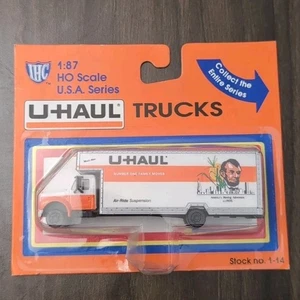 IHC
1:87
HO Scale
U.S.A. Series
Collect the
Entire Series
U-HAUL TRUCKS
U-HAUL
Air-Ride Suspension
Stock no. 1-14